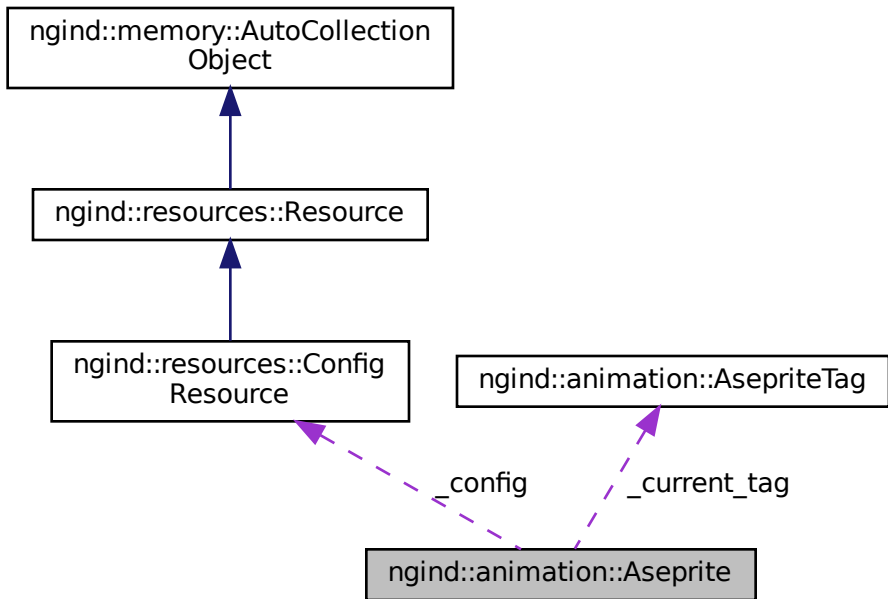 ngind::memory::AutoCollection
Object
ngind::resources::Resource
ngind::resources::Config
Resource
ngind::animation::AsepriteTag
_config
_current_tag
ngind::animation::Aseprite